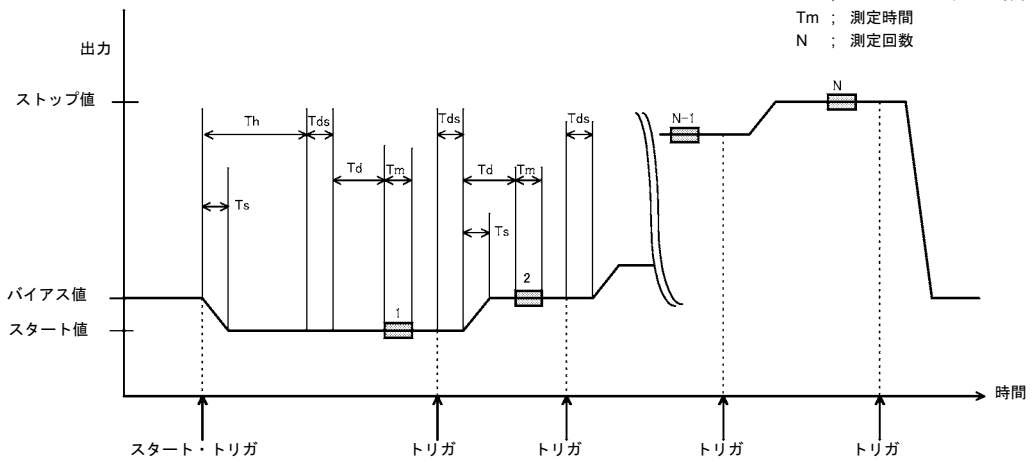 Tm ; 測定時間
N ; 測定回数
出力
ストップ値
バイアス値
スタート値
Th
Tds
Td
Tm
Ts
1
Tds
Td
Tm
Ts
2
Tds
N-1
N
時間
スタート・トリガ
トリガ
トリガ
トリガ
トリガ